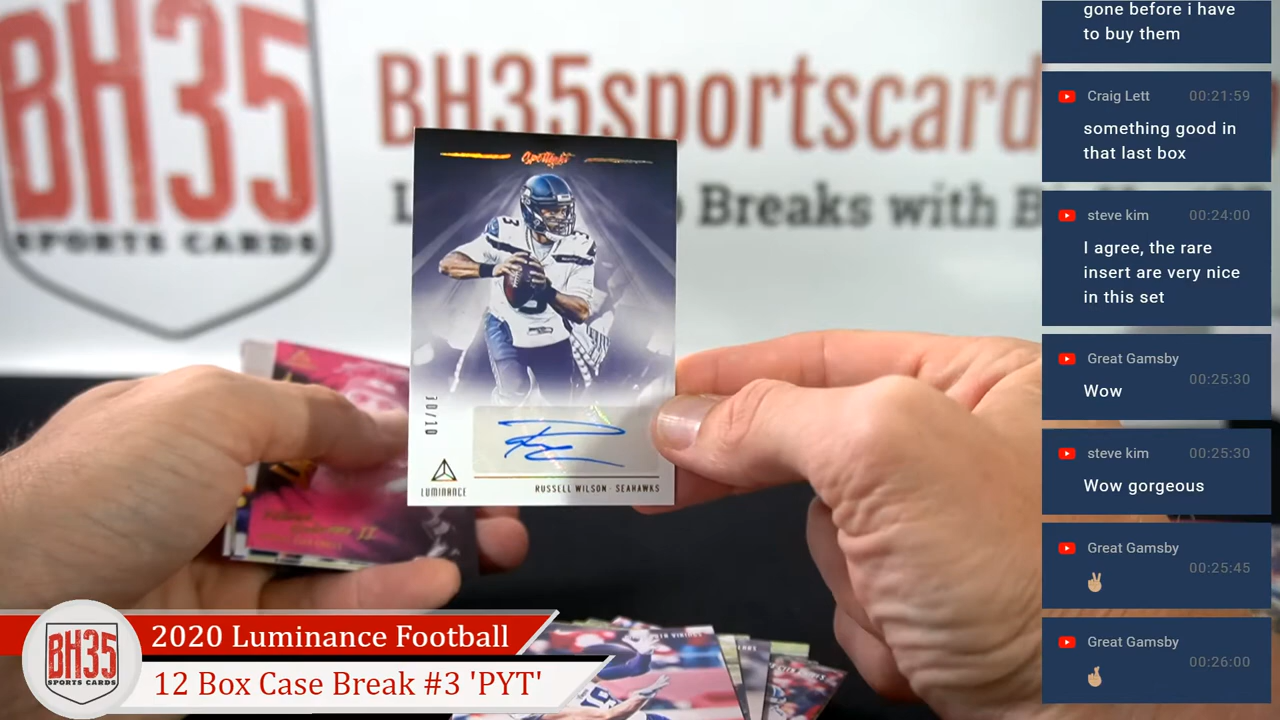 BH35
SPORTS CARDS
BH35sportscard
Breaks with B
Spotlight
LUMINANCE
RUSSELL WILSON · SEAHAWKS
gone before i have
to buy them
Craig Lett 00:21:59
something good in
that last box
steve kim 00:24:00
I agree, the rare
insert are very nice
in this set
Great Gamsby
00:25:30
Wow
steve kim 00:25:30
Wow gorgeous
Great Gamsby
00:25:45
✌🏼
Great Gamsby
00:26:00
🤞🏼
BH35
SPORTS CARDS
2020 Luminance Football
12 Box Case Break #3 'PYT'